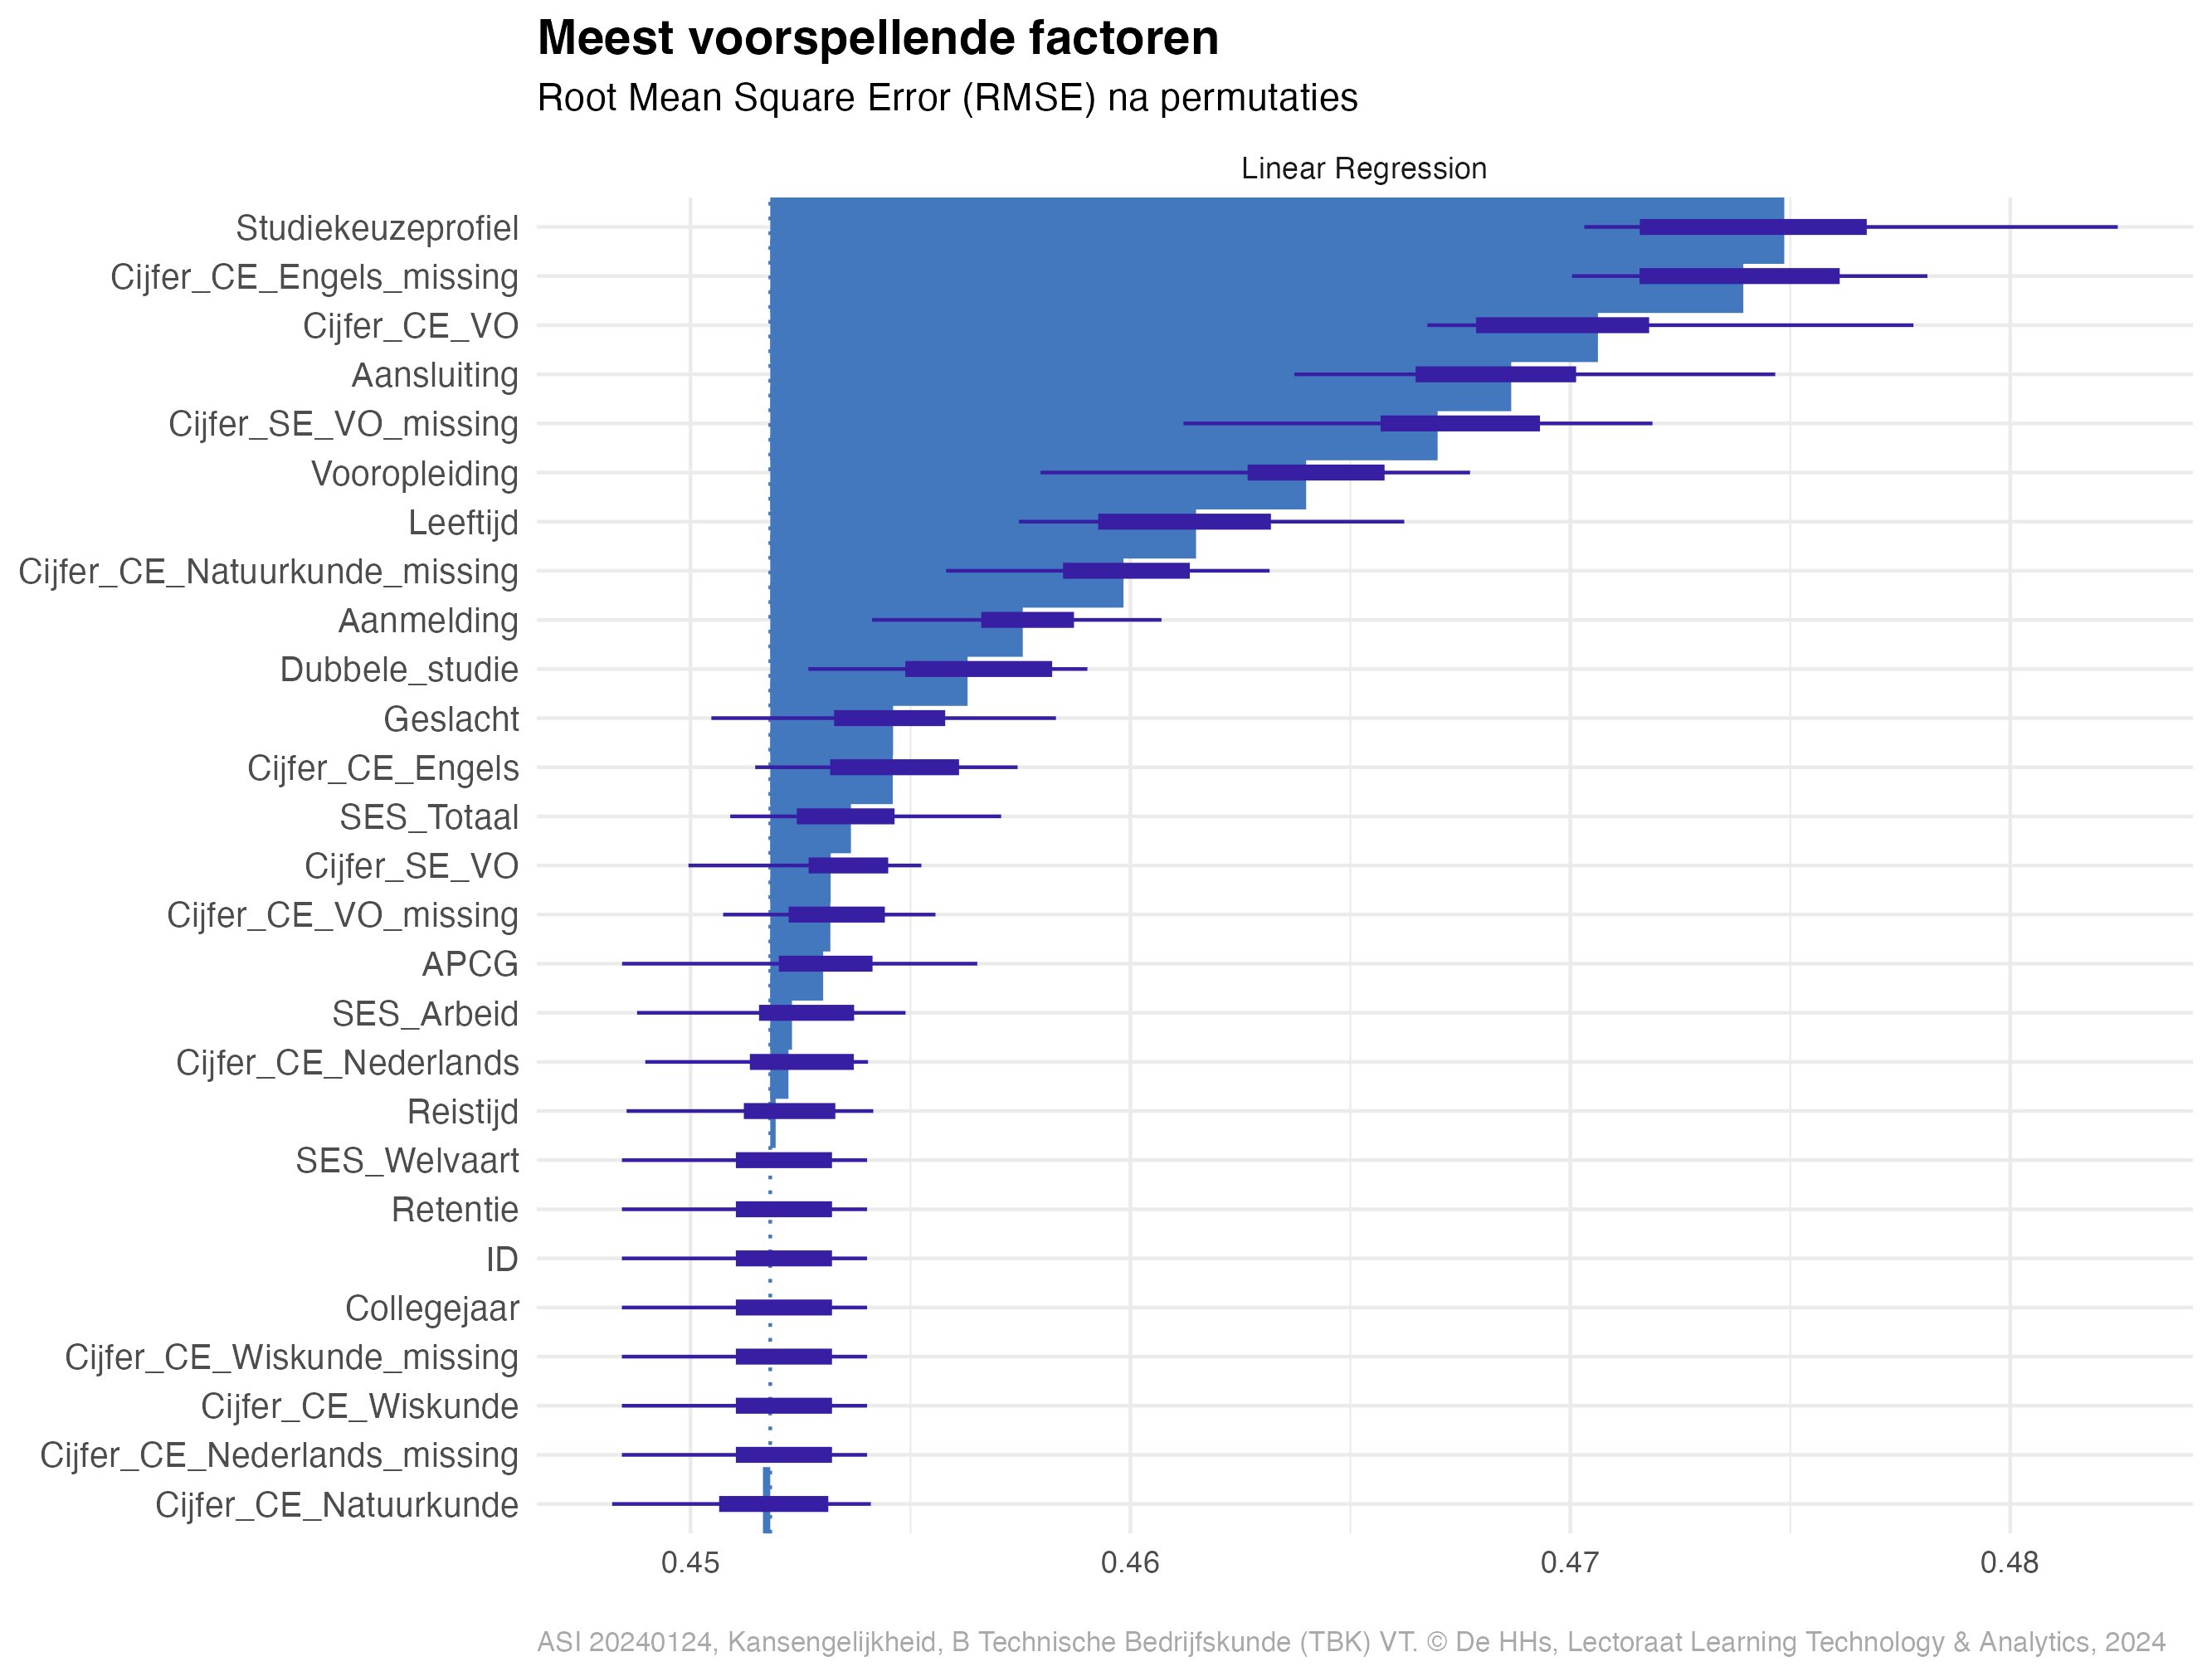 Meest voorspellende factoren
Root Mean Square Error (RMSE) na permutaties
Linear Regression
Studiekeuzeprofiel
Cijfer_CE_Engels_missing
Cijfer_CE_VO
Aansluiting
Cijfer_SE_VO_missing
Vooropleiding
Leeftijd
Cijfer_CE_Natuurkunde_missing
Aanmelding
Dubbele_studie
Geslacht
Cijfer_CE_Engels
SES_Totaal
Cijfer_SE_VO
Cijfer_CE_VO_missing
APCG
SES_Arbeid
Cijfer_CE_Nederlands
Reistijd
SES_Welvaart
Retentie
ID
Collegejaar
Cijfer_CE_Wiskunde_missing
Cijfer_CE_Wiskunde
Cijfer_CE_Nederlands_missing
Cijfer_CE_Natuurkunde
0.45 0.46 0.47 0.48
ASI 20240124, Kansengelijkheid, B Technische Bedrijfskunde (TBK) VT. © De HHs, Lectoraat Learning Technology & Analytics, 2024